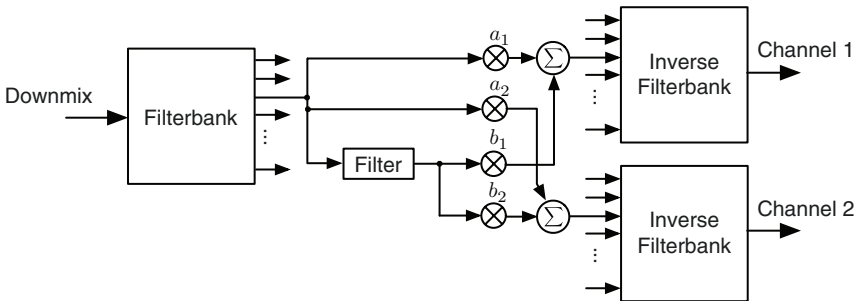 Downmix
Filterbank
...
a₁
a₂
b₁
b₂
Filter
∑
∑
...
Inverse
Filterbank
Channel 1
...
Inverse
Filterbank
Channel 2